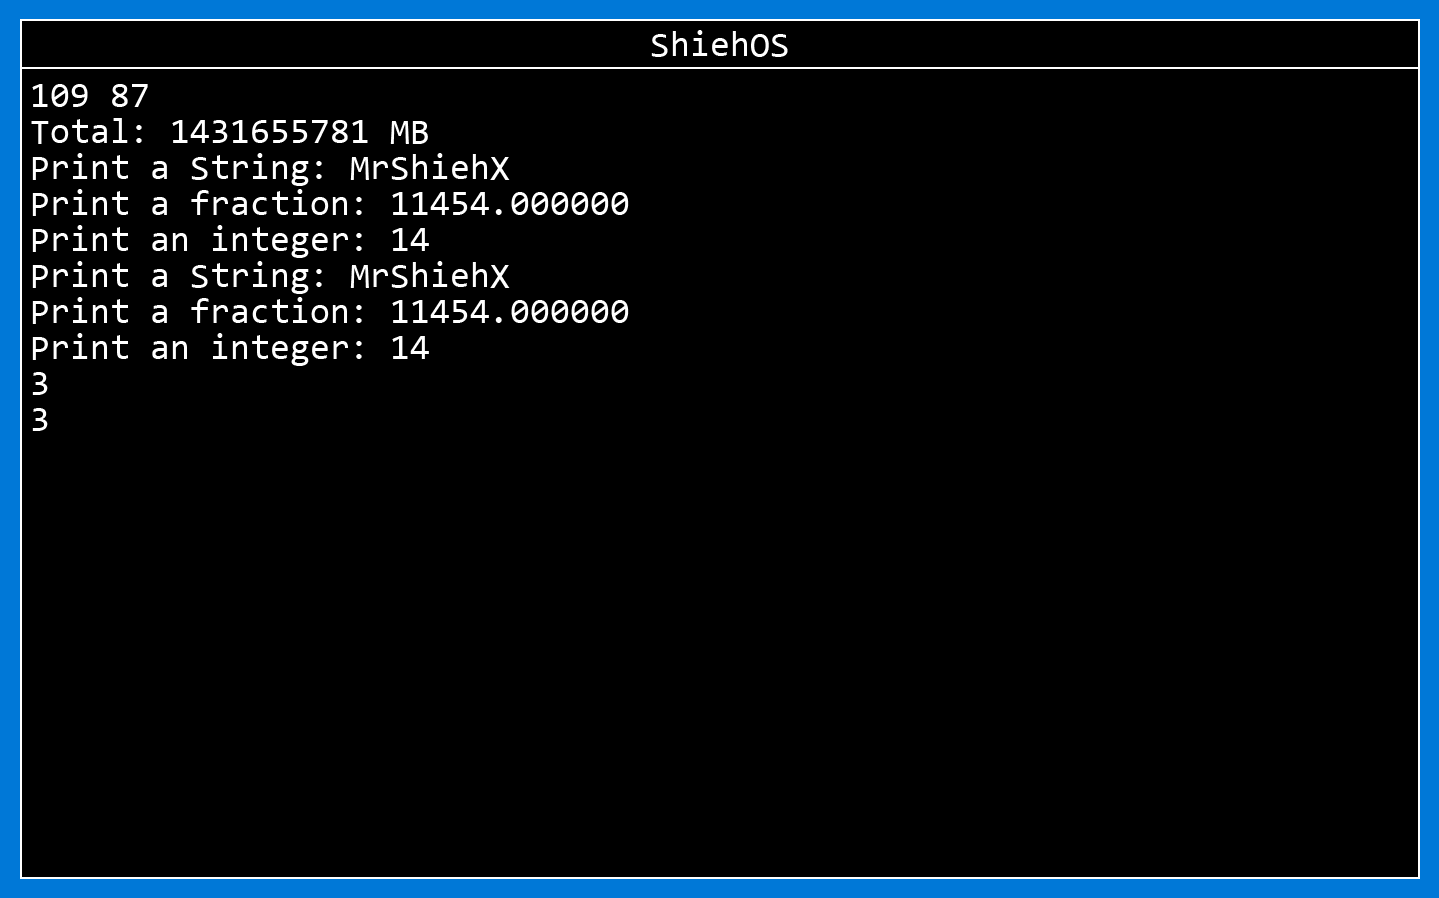 ShiehOS
109 87
Total: 1431655781 MB
Print a String: MrShiehX
Print a fraction: 11454.000000
Print an integer: 14
Print a String: MrShiehX
Print a fraction: 11454.000000
Print an integer: 14
3
3